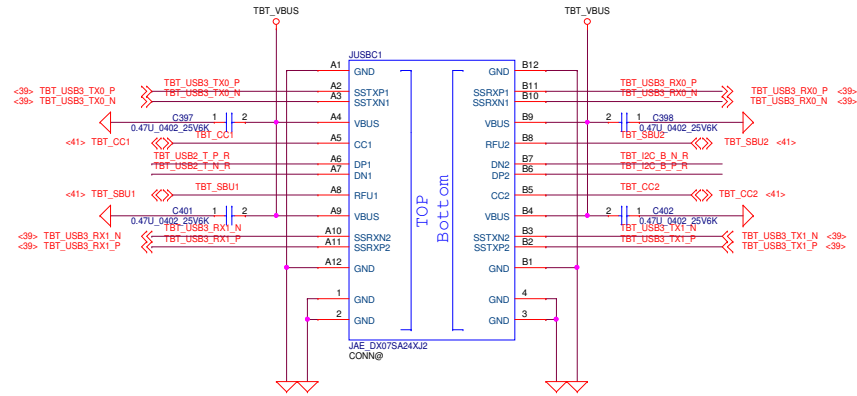 TBT_VBUS TBT_VBUS
JUSBC1
A1 GND GND B12
<39> TBT_USB3_TX0_P TBT_USB3_TX0_P A2 SSTXP1 SSRXP1 B11 TBT_USB3_RX0_P TBT_USB3_RX0_P <39>
<39> TBT_USB3_TX0_N TBT_USB3_TX0_N A3 SSTXN1 SSRXN1 B10 TBT_USB3_RX0_N TBT_USB3_RX0_N <39>
C397 1 2 A4 VBUS VBUS B9 2 1 C398
0.47U_0402_25V6K 0.47U_0402_25V6K
<41> TBT_CC1 TBT_CC1 A5 CC1 RFU2 B8 TBT_SBU2 TBT_SBU2 <41>
TBT_USB2_T_P_R A6 DP1 DN2 B7 TBT_I2C_B_N_R
TBT_USB2_T_N_R A7 DN1 DP2 B6 TBT_I2C_B_P_R
<41> TBT_SBU1 TBT_SBU1 A8 RFU1 CC2 B5 TBT_CC2 TBT_CC2 <41>
C401 1 2 A9 VBUS VBUS B4 2 1 C402
0.47U_0402_25V6K 0.47U_0402_25V6K
<39> TBT_USB3_RX1_N TBT_USB3_RX1_N A10 SSRXN2 SSTXN2 B3 TBT_USB3_TX1_N TBT_USB3_TX1_N <39>
<39> TBT_USB3_RX1_P TBT_USB3_RX1_P A11 SSRXP2 SSTXP2 B2 TBT_USB3_TX1_P TBT_USB3_TX1_P <39>
A12 GND GND B1
1 GND GND 4
2 GND GND 3
TOP
Bottom
JAE_DX07SA24XJ2
CONN@